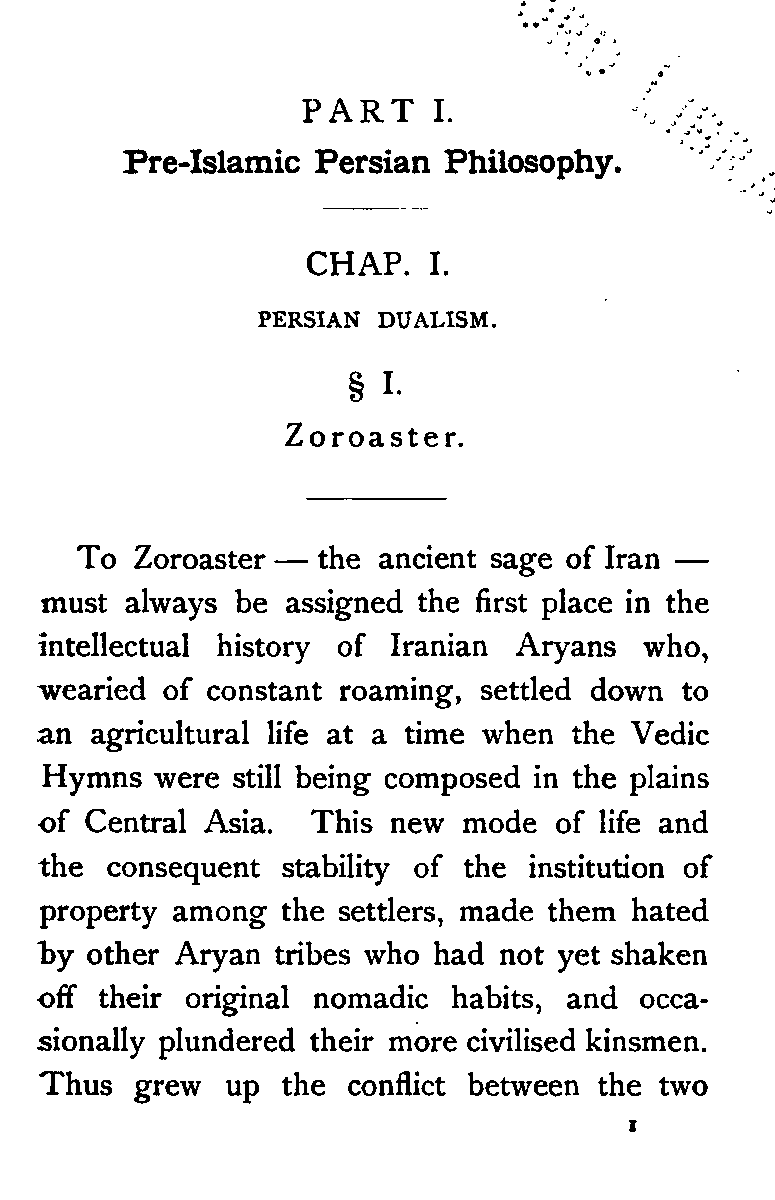 PART I.
Pre-Islamic Persian Philosophy.
CHAP. I.
PERSIAN DUALISM.
§ I.
Zoroaster.
To Zoroaster — the ancient sage of Iran —
must always be assigned the first place in the
intellectual history of Iranian Aryans who,
wearied of constant roaming, settled down to
an agricultural life at a time when the Vedic
Hymns were still being composed in the plains
of Central Asia. This new mode of life and
the consequent stability of the institution of
property among the settlers, made them hated
by other Aryan tribes who had not yet shaken
off their original nomadic habits, and occa-
sionally plundered their more civilised kinsmen.
Thus grew up the conflict between the two
1